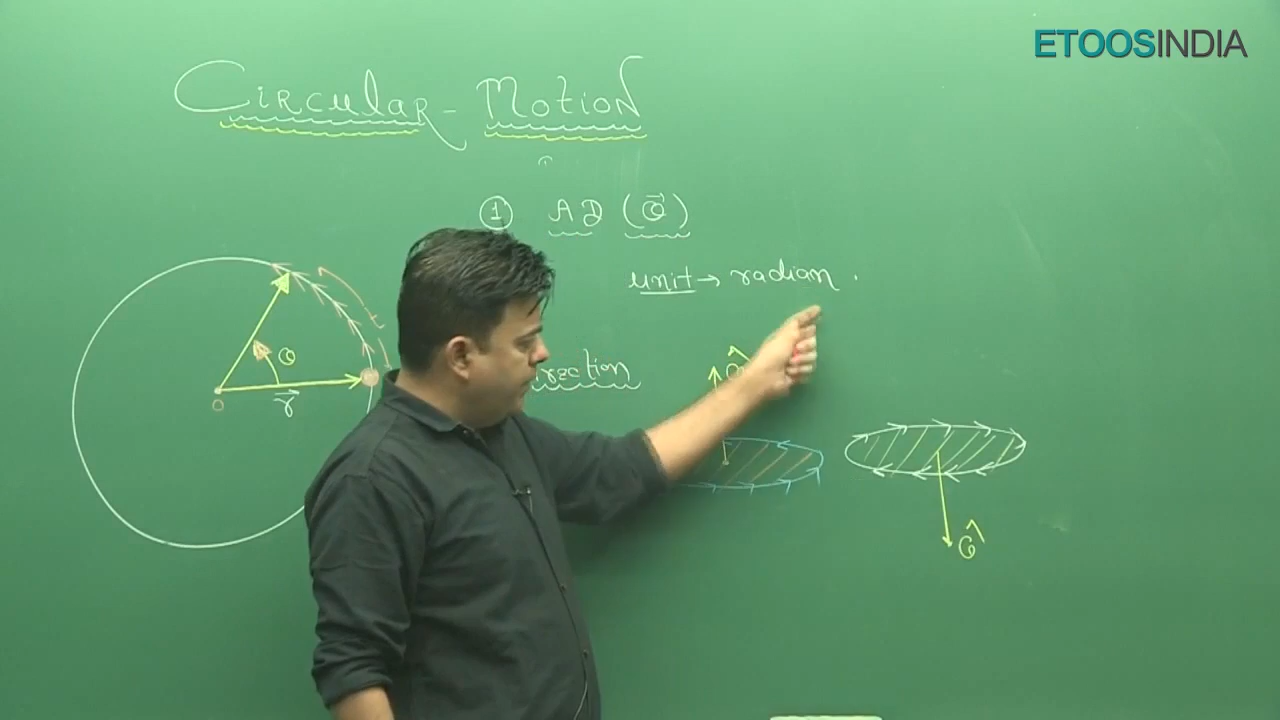 ETOOSINDIA
Circular - Motion
① AD (θ⃗)
unit → radian .
rection
θ
r⃗
O
θ̂